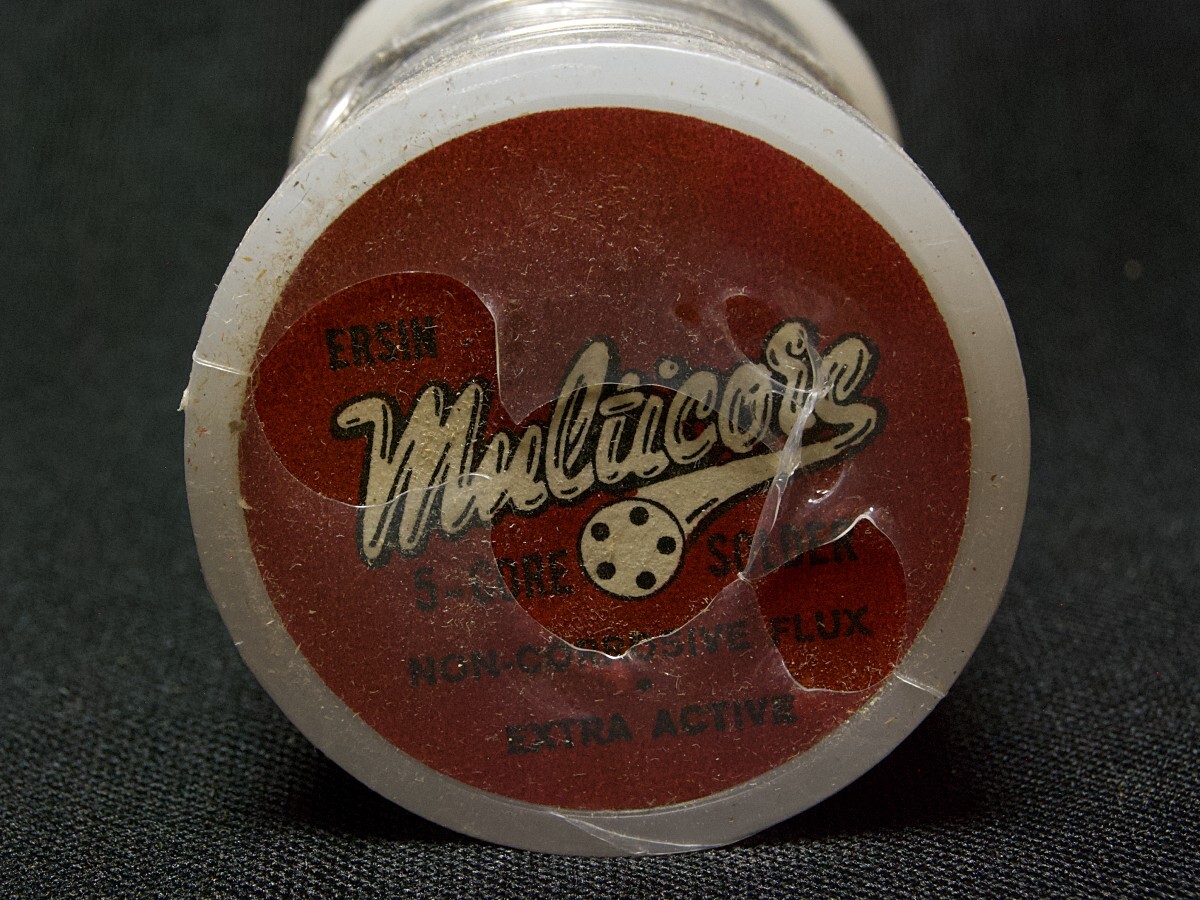 ERSIN
Multicore
5-CORE SOLDER
NON-CORROSIVE FLUX
EXTRA ACTIVE